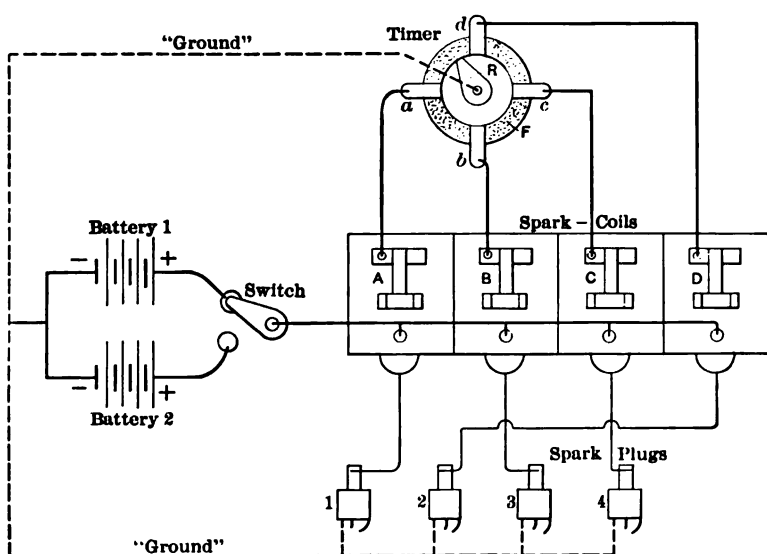 d
"Ground"
Timer
R
a
c
F
b
Spark - Coils
Battery 1
- +
A
B
C
D
Switch
- +
Battery 2
Spark Plugs
1
2
3
4
"Ground"